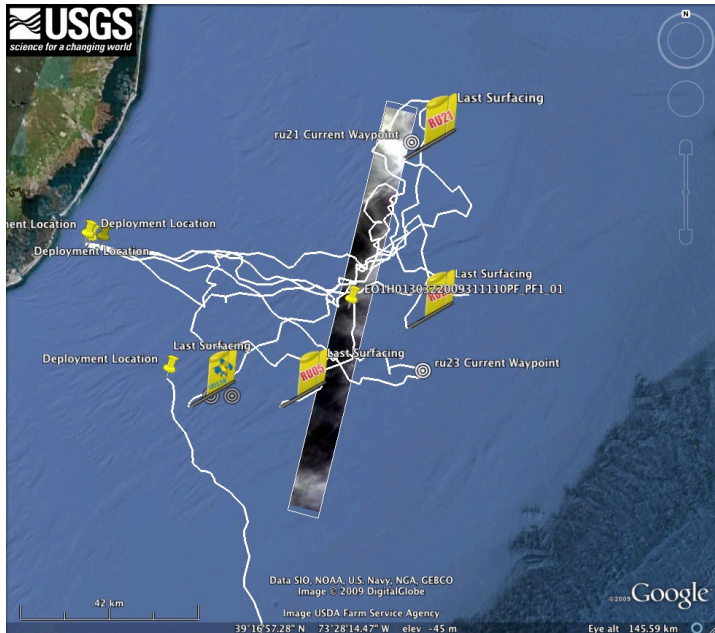 USGS
science for a changing world
N
Last Surfacing
RU21
ru21 Current Waypoint
ment Location
Deployment Location
Deployment Location
Last Surfacing
EO1H0130322009311110PF_PF1_01
Last Surfacing
Last Surfacing
Deployment Location
RU05
ru23 Current Waypoint
Data SIO, NOAA, U.S. Navy, NGA, GEBCO
Image © 2009 DigitalGlobe
©2009 Google
Image USDA Farm Service Agency
42 km
39°16'57.28" N 73°28'14.47" W elev -45 m
Eye alt 145.59 km